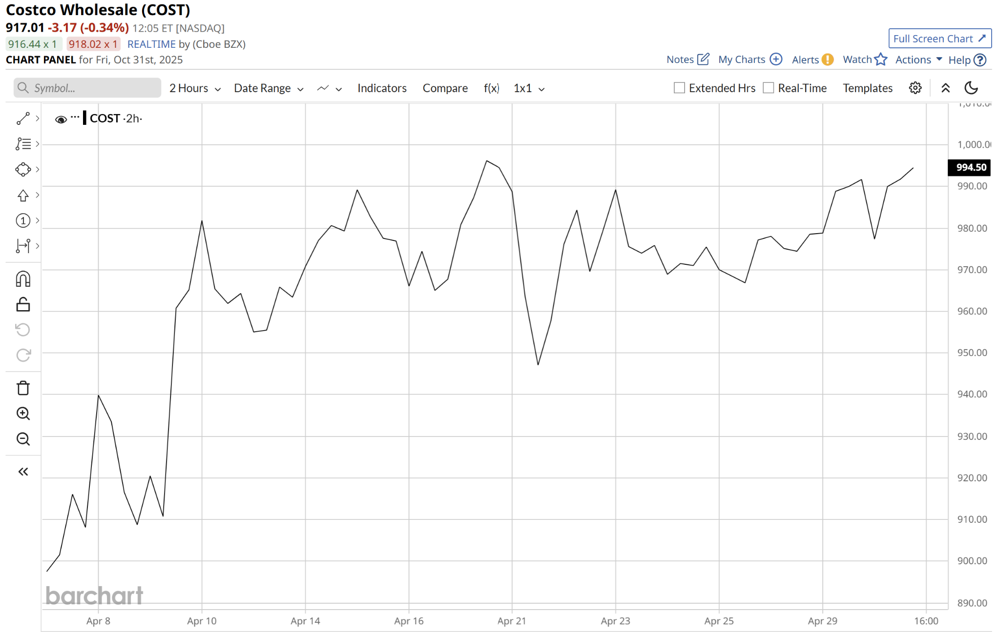 Costco Wholesale (COST)
917.01 -3.17 (-0.34%) 12:05 ET [NASDAQ]
916.44 x 1 918.02 x 1 REALTIME by (Cboe BZX)
Full Screen Chart
CHART PANEL for Fri, Oct 31st, 2025
Notes My Charts Alerts Watch Actions Help
Symbol... 2 Hours Date Range Indicators Compare f(x) 1x1 Extended Hrs Real-Time Templates
COST ·2h·
1,000.0
994.50
990.00
980.00
970.00
960.00
950.00
940.00
930.00
920.00
910.00
900.00
barchart
890.00
Apr 8 Apr 10 Apr 14 Apr 16 Apr 21 Apr 23 Apr 25 Apr 29 16:00